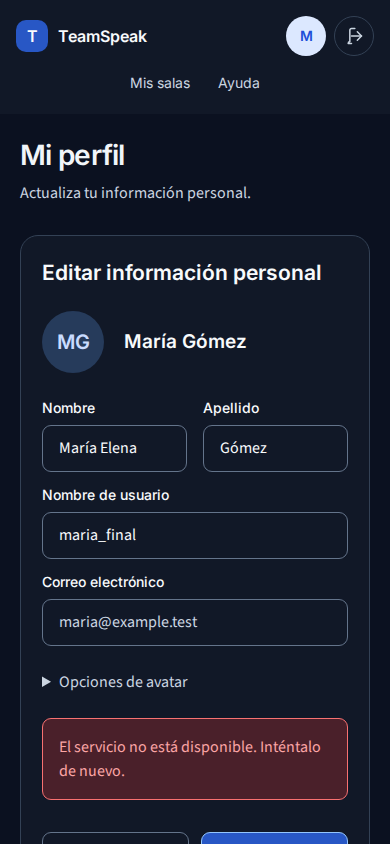 T TeamSpeak M
Mis salas Ayuda
Mi perfil
Actualiza tu información personal.
Editar información personal
MG María Gómez
Nombre Apellido
María Elena Gómez
Nombre de usuario
maria_final
Correo electrónico
maria@example.test
Opciones de avatar
El servicio no está disponible. Inténtalo
de nuevo.